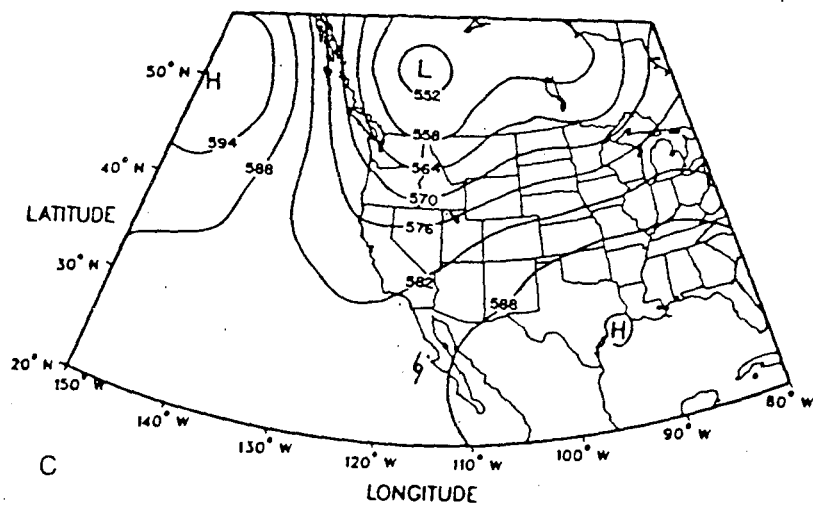 50° N H
L
552
594
558
588
40° N
564
570
LATITUDE
576
30° N
582
588
H
20° N
150° W
80° W
140° W
90° W
130° W
100° W
120° W
110° W
C
LONGITUDE